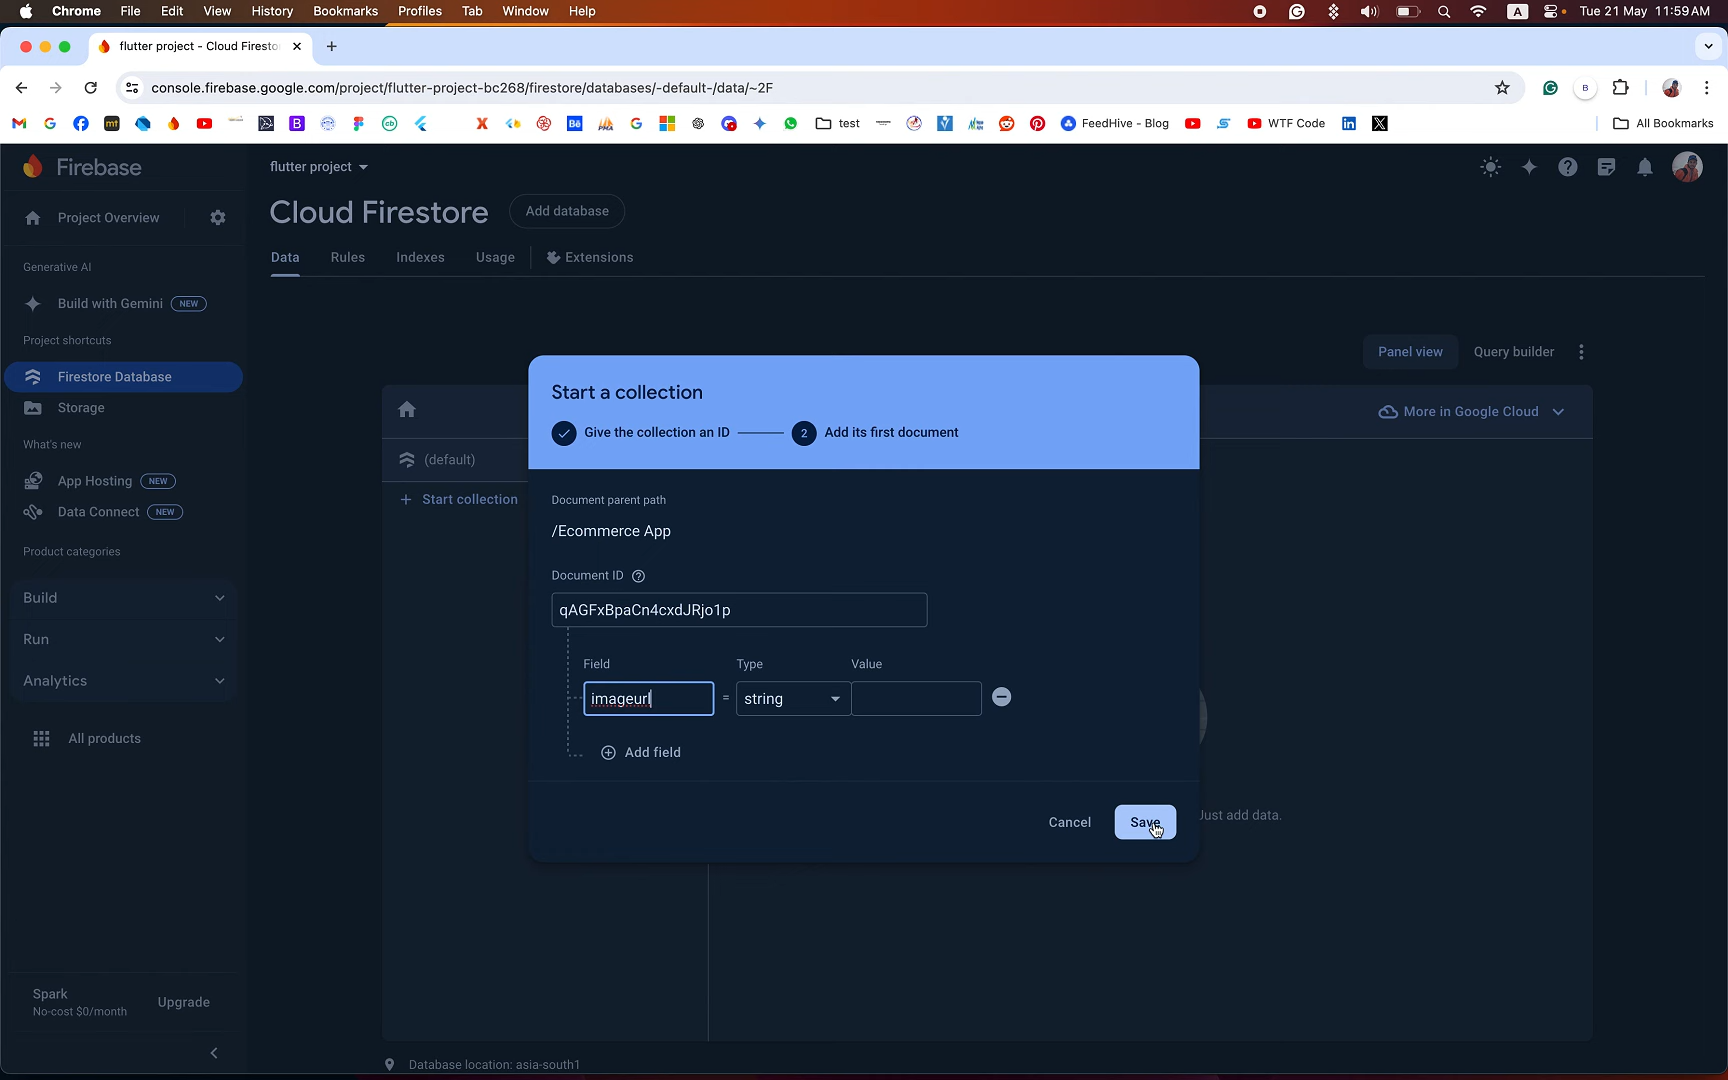 Chrome File Edit View History Bookmarks Profiles Tab Window Help A Tue 21 May 11:59 AM
flutter project - Cloud Firesto
console.firebase.google.com/project/flutter-project-bc268/firestore/databases/-default-/data/~2F
test FeedHive - Blog WTF Code All Bookmarks
Firebase
flutter project
Project Overview
Cloud Firestore Add database
Data Rules Indexes Usage Extensions
Generative AI
Build with Gemini NEW
Project shortcuts
Firestore Database
Storage
What's new
App Hosting NEW
Data Connect NEW
Product categories
Build
Run
Analytics
All products
Spark
No-cost $0/month
Upgrade
Panel view Query builder
More in Google Cloud
(default)
+ Start collection
Start a collection
Give the collection an ID 2 Add its first document
Document parent path
/Ecommerce App
Document ID
qAGFxBpaCn4cxdJRjo1p
Field Type Value
imageurl = string
Add field
Cancel Save
Just add data.
Database location: asia-south1